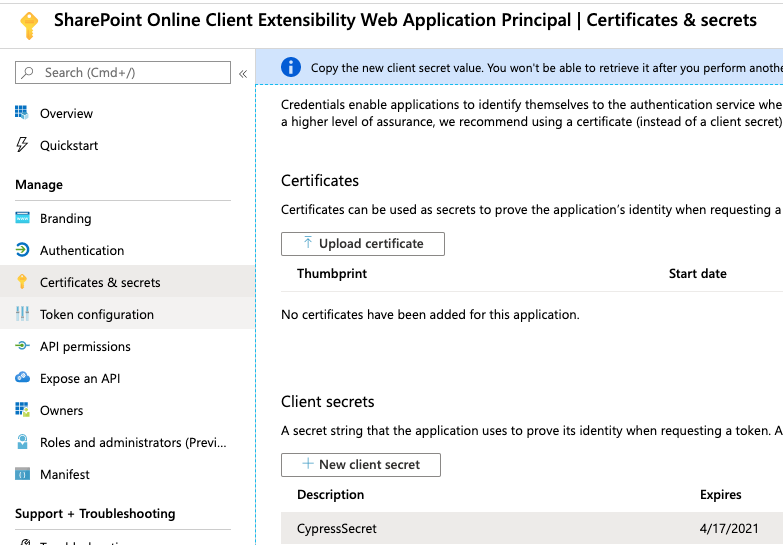 SharePoint Online Client Extensibility Web Application Principal | Certificates & secrets
Search (Cmd+/)
«
Overview
Quickstart
Manage
Branding
Authentication
Certificates & secrets
Token configuration
API permissions
Expose an API
Owners
Roles and administrators (Previ...
Manifest
Support + Troubleshooting
Copy the new client secret value. You won't be able to retrieve it after you perform anothe
Credentials enable applications to identify themselves to the authentication service whe
a higher level of assurance, we recommend using a certificate (instead of a client secret)
Certificates
Certificates can be used as secrets to prove the application's identity when requesting a
Upload certificate
Thumbprint Start date
No certificates have been added for this application.
Client secrets
A secret string that the application uses to prove its identity when requesting a token. A
+ New client secret
Description Expires
CypressSecret 4/17/2021